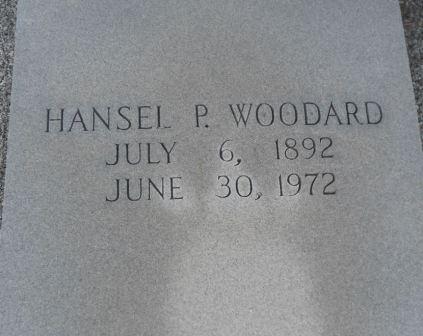 HANSEL P. WOODARD
JULY 6, 1892
JUNE 30, 1972